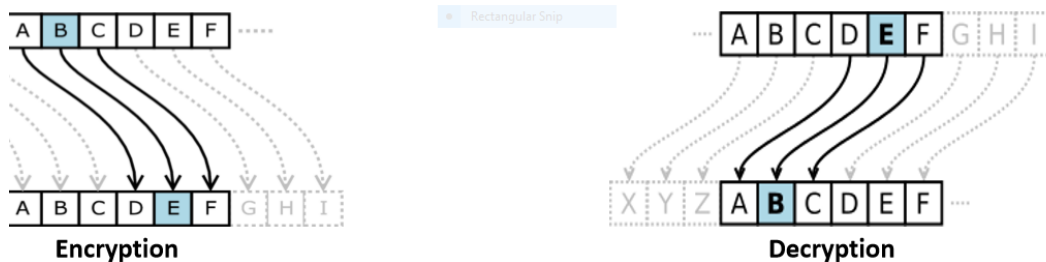 Rectangular Snip
A B C D E F
A B C D E F G H I
A B C D E F G H I
X Y Z A B C D E F
Encryption
Decryption